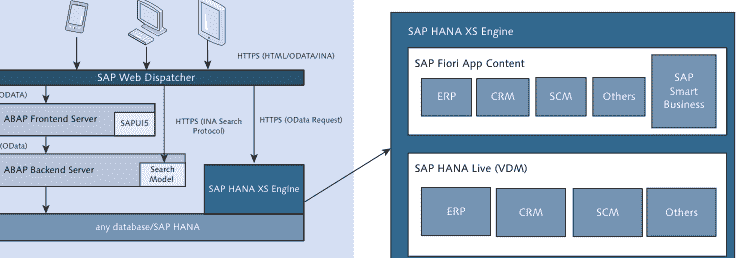 HTTPS (HTML/ODATA/INA)
SAP Web Dispatcher
ODATA)
ABAP Frontend Server
SAPUI5
HTTPS (INA Search
Protocol)
HTTPS (OData Request)
(OData)
ABAP Backend Server
Search
Model
SAP HANA XS Engine
any database/SAP HANA
SAP HANA XS Engine
SAP Fiori App Content
ERP
CRM
SCM
Others
SAP
Smart
Business
SAP HANA Live (VDM)
ERP
CRM
SCM
Others